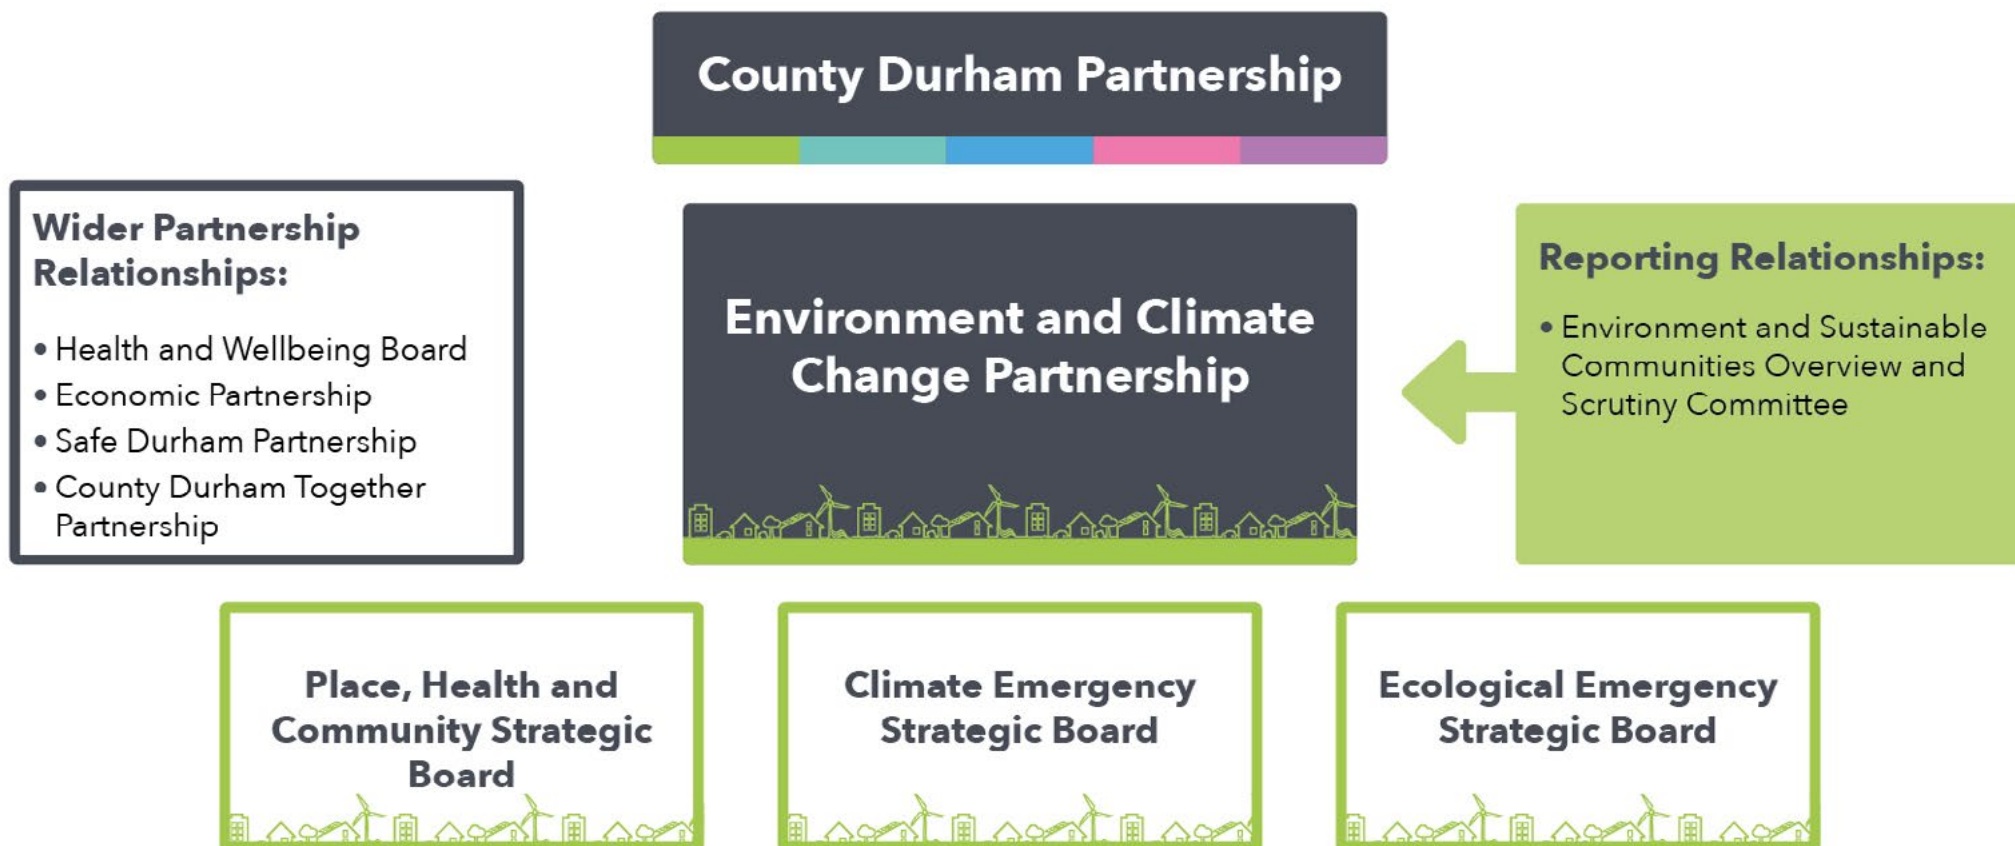 County Durham Partnership
Wider Partnership
Relationships:
• Health and Wellbeing Board
• Economic Partnership
• Safe Durham Partnership
• County Durham Together
Partnership
Environment and Climate
Change Partnership
Reporting Relationships:
• Environment and Sustainable
Communities Overview and
Scrutiny Committee
Place, Health and
Community Strategic
Board
Climate Emergency
Strategic Board
Ecological Emergency
Strategic Board